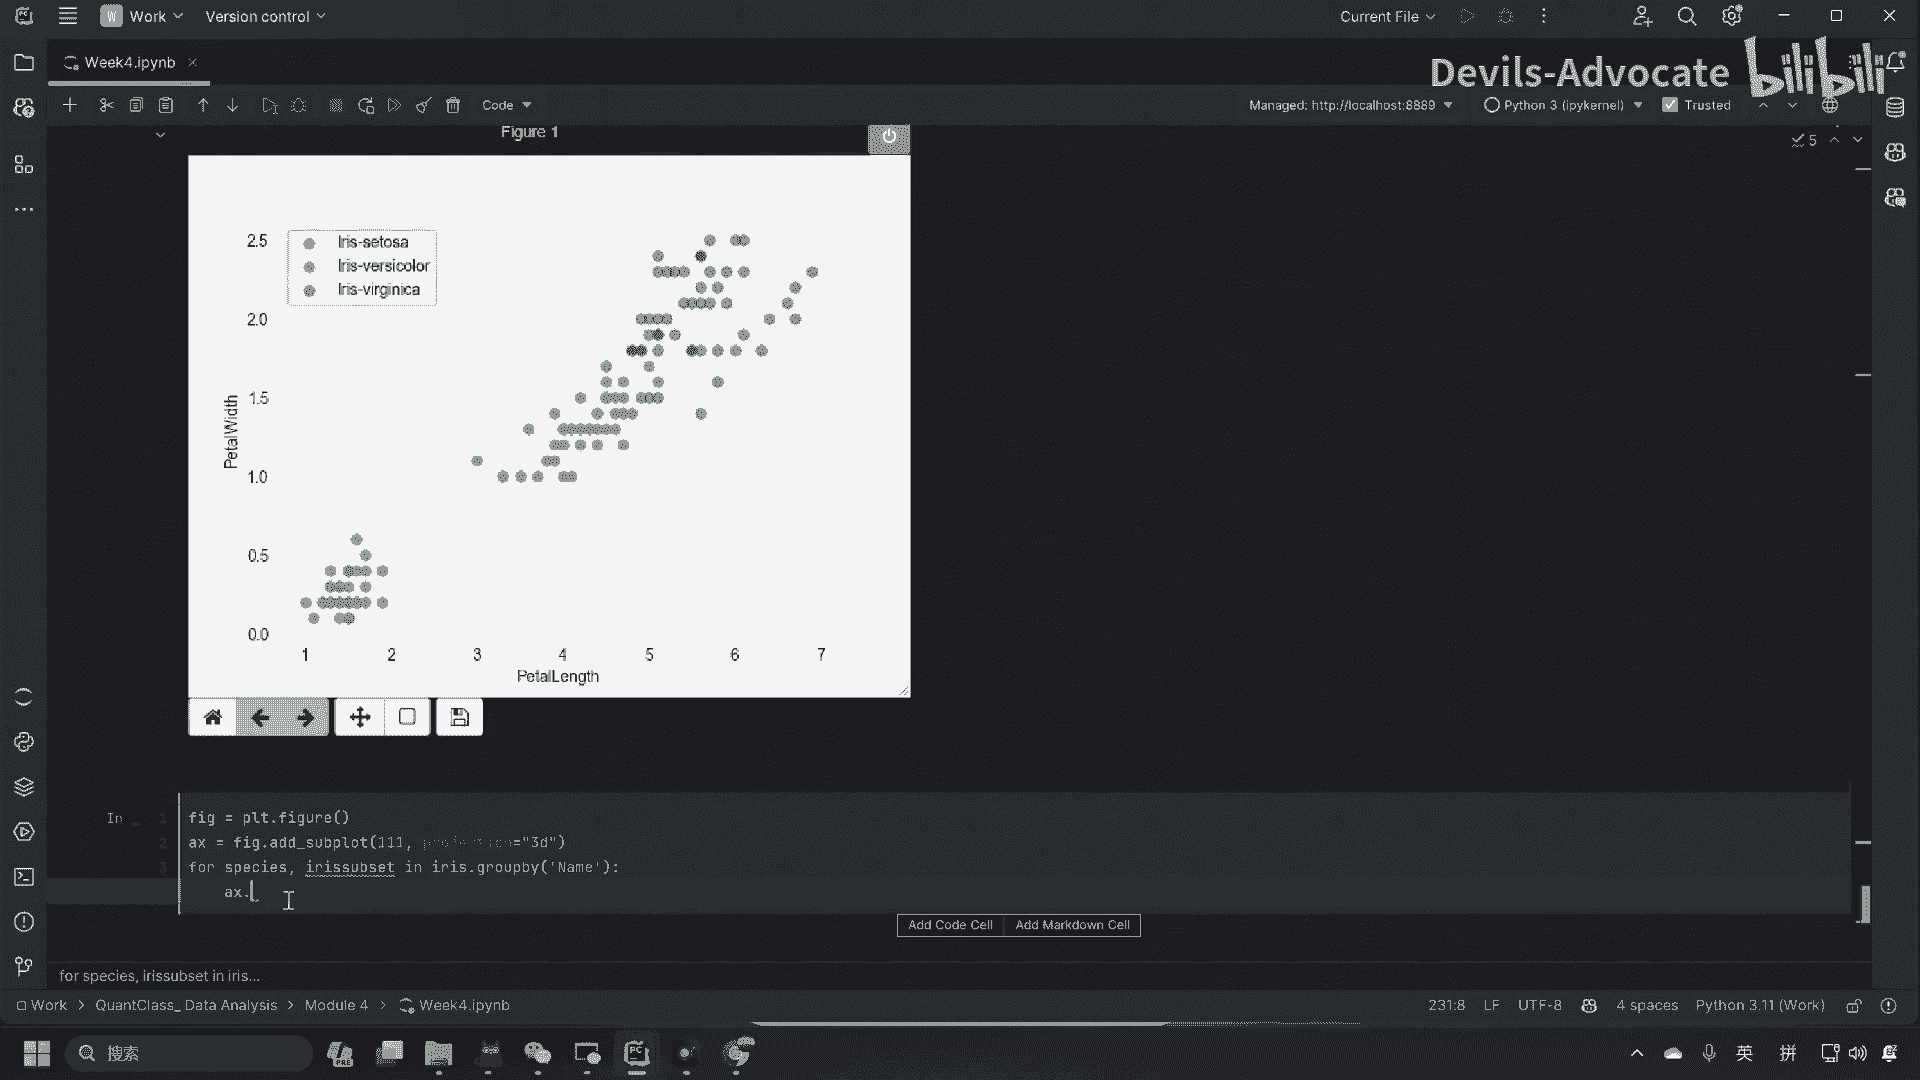 Work
Version control
Current File
Week4.ipynb
Devils-Advocate
bilibili
Code
Managed: http://localhost:8889
Python 3 (ipykernel)
Trusted
5
Figure 1
Iris-setosa
Iris-versicolor
Iris-virginica
2.5
2.0
1.5
1.0
0.5
0.0
PetalWidth
1 2 3 4 5 6 7
PetalLength
In
1 fig = plt.figure()
2 ax = fig.add_subplot(111, projection="3d")
3 for species, irissubset in iris.groupby('Name'):
ax.
Add Code Cell
Add Markdown Cell
for species, irissubset in iris...
Work > QuantClass_ Data Analysis > Module 4 > Week4.ipynb
231:8 LF UTF-8 4 spaces Python 3.11 (Work)
搜索
英
拼